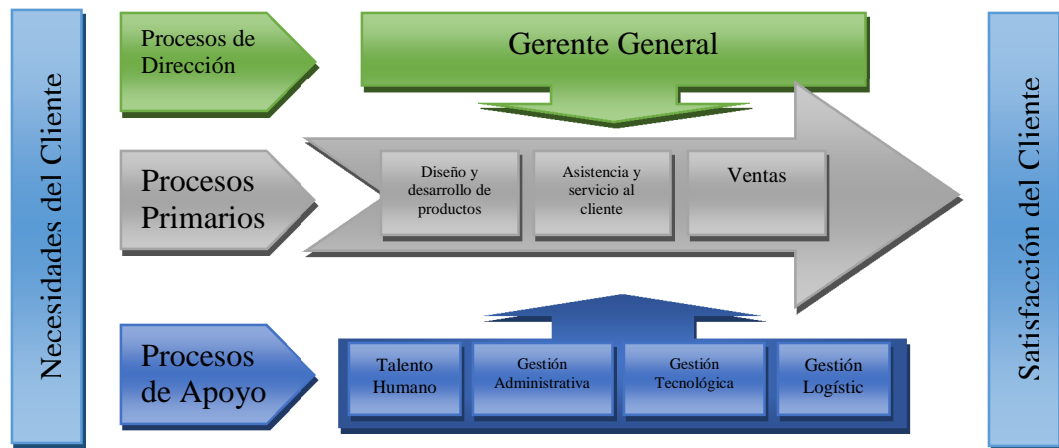 Necesidades del Cliente
Procesos de
Dirección
Gerente General
Procesos
Primarios
Diseño y
desarrollo de
productos
Asistencia y
servicio al
cliente
Ventas
Procesos
de Apoyo
Talento
Humano
Gestión
Administrativa
Gestión
Tecnológica
Gestión
Logístic
Satisfacción del Cliente